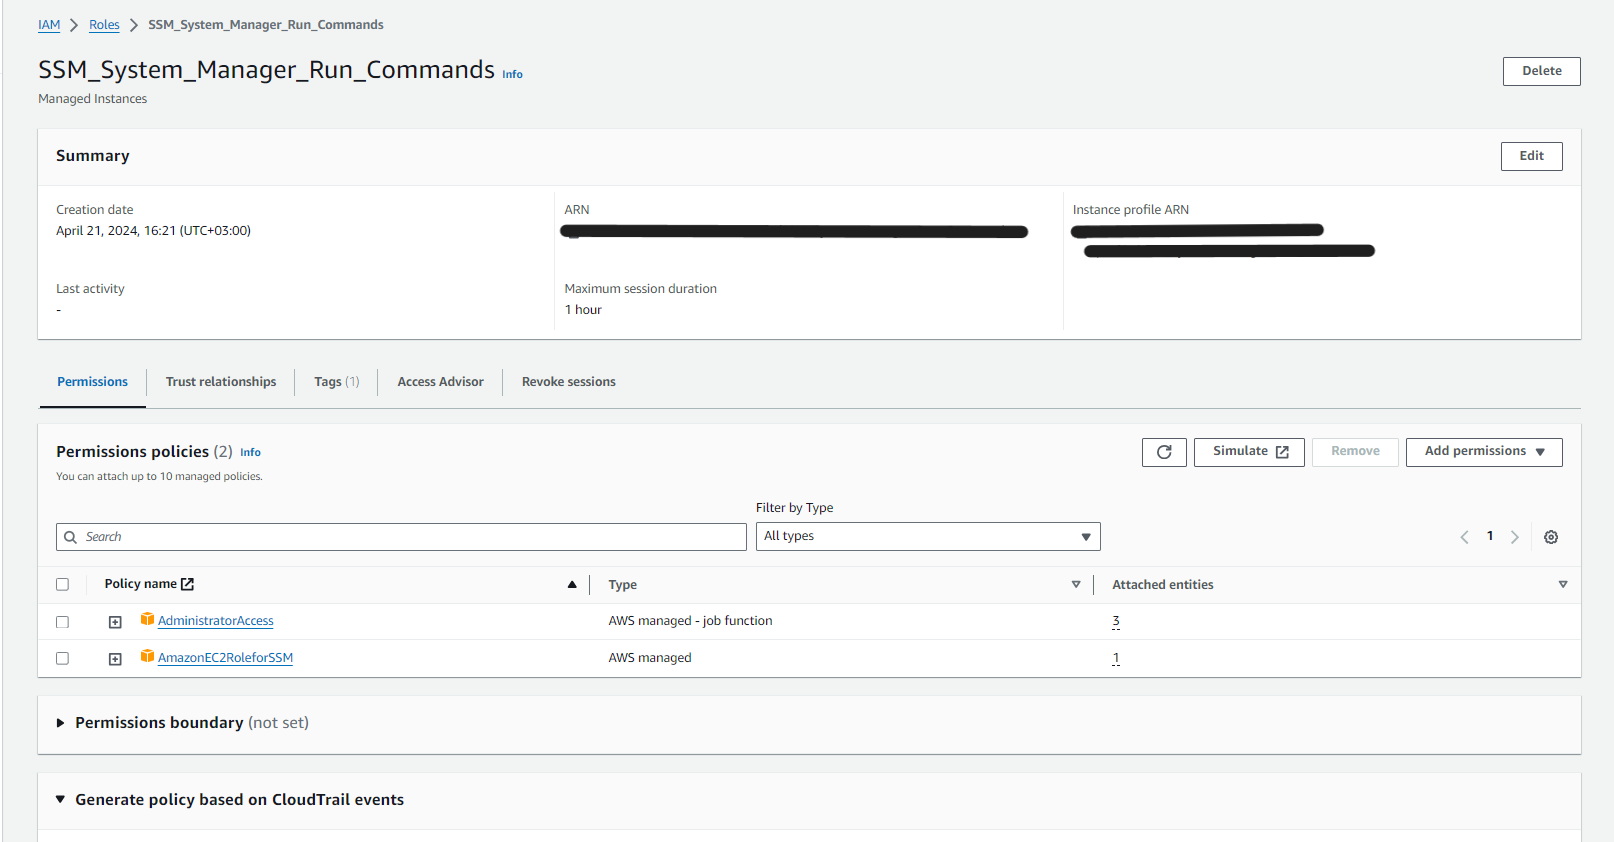 IAM > Roles > SSM_System_Manager_Run_Commands
SSM_System_Manager_Run_Commands Info
Delete
Managed Instances
Summary
Edit
Creation date
April 21, 2024, 16:21 (UTC+03:00)
ARN
Instance profile ARN
Last activity
-
Maximum session duration
1 hour
Permissions
Trust relationships
Tags (1)
Access Advisor
Revoke sessions
Permissions policies (2) Info
You can attach up to 10 managed policies.
Simulate
Remove
Add permissions
Filter by Type
Search
All types
1
Policy name
Type
Attached entities
AdministratorAccess
AWS managed - job function
3
AmazonEC2RoleforSSM
AWS managed
1
Permissions boundary (not set)
Generate policy based on CloudTrail events